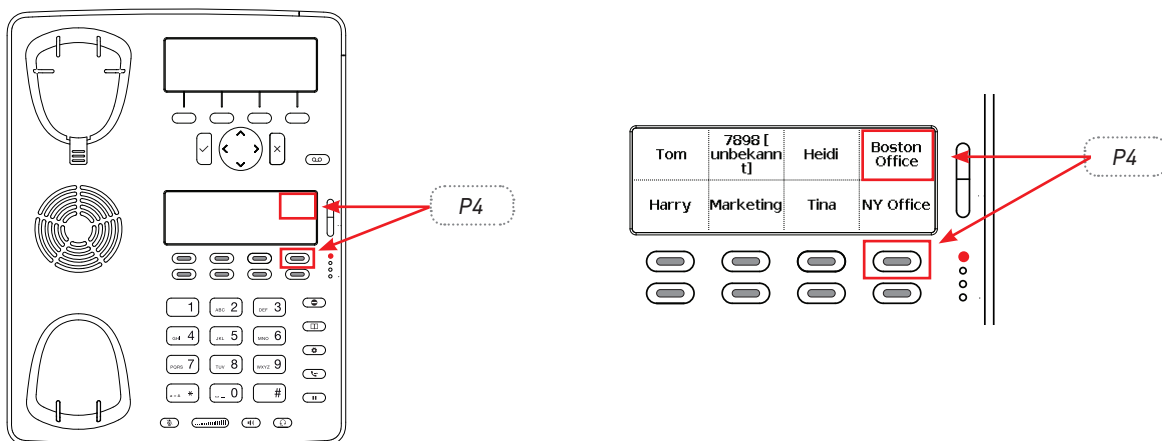 P4
1
ABC 2
DEF 3
GHI 4
JKL 5
MNO 6
PQRS 7
TUV 8
WXYZ 9
*
0
#
Tom
7898 [
unbekann
t]
Heidi
Boston
Office
Harry
Marketing
Tina
NY Office
P4